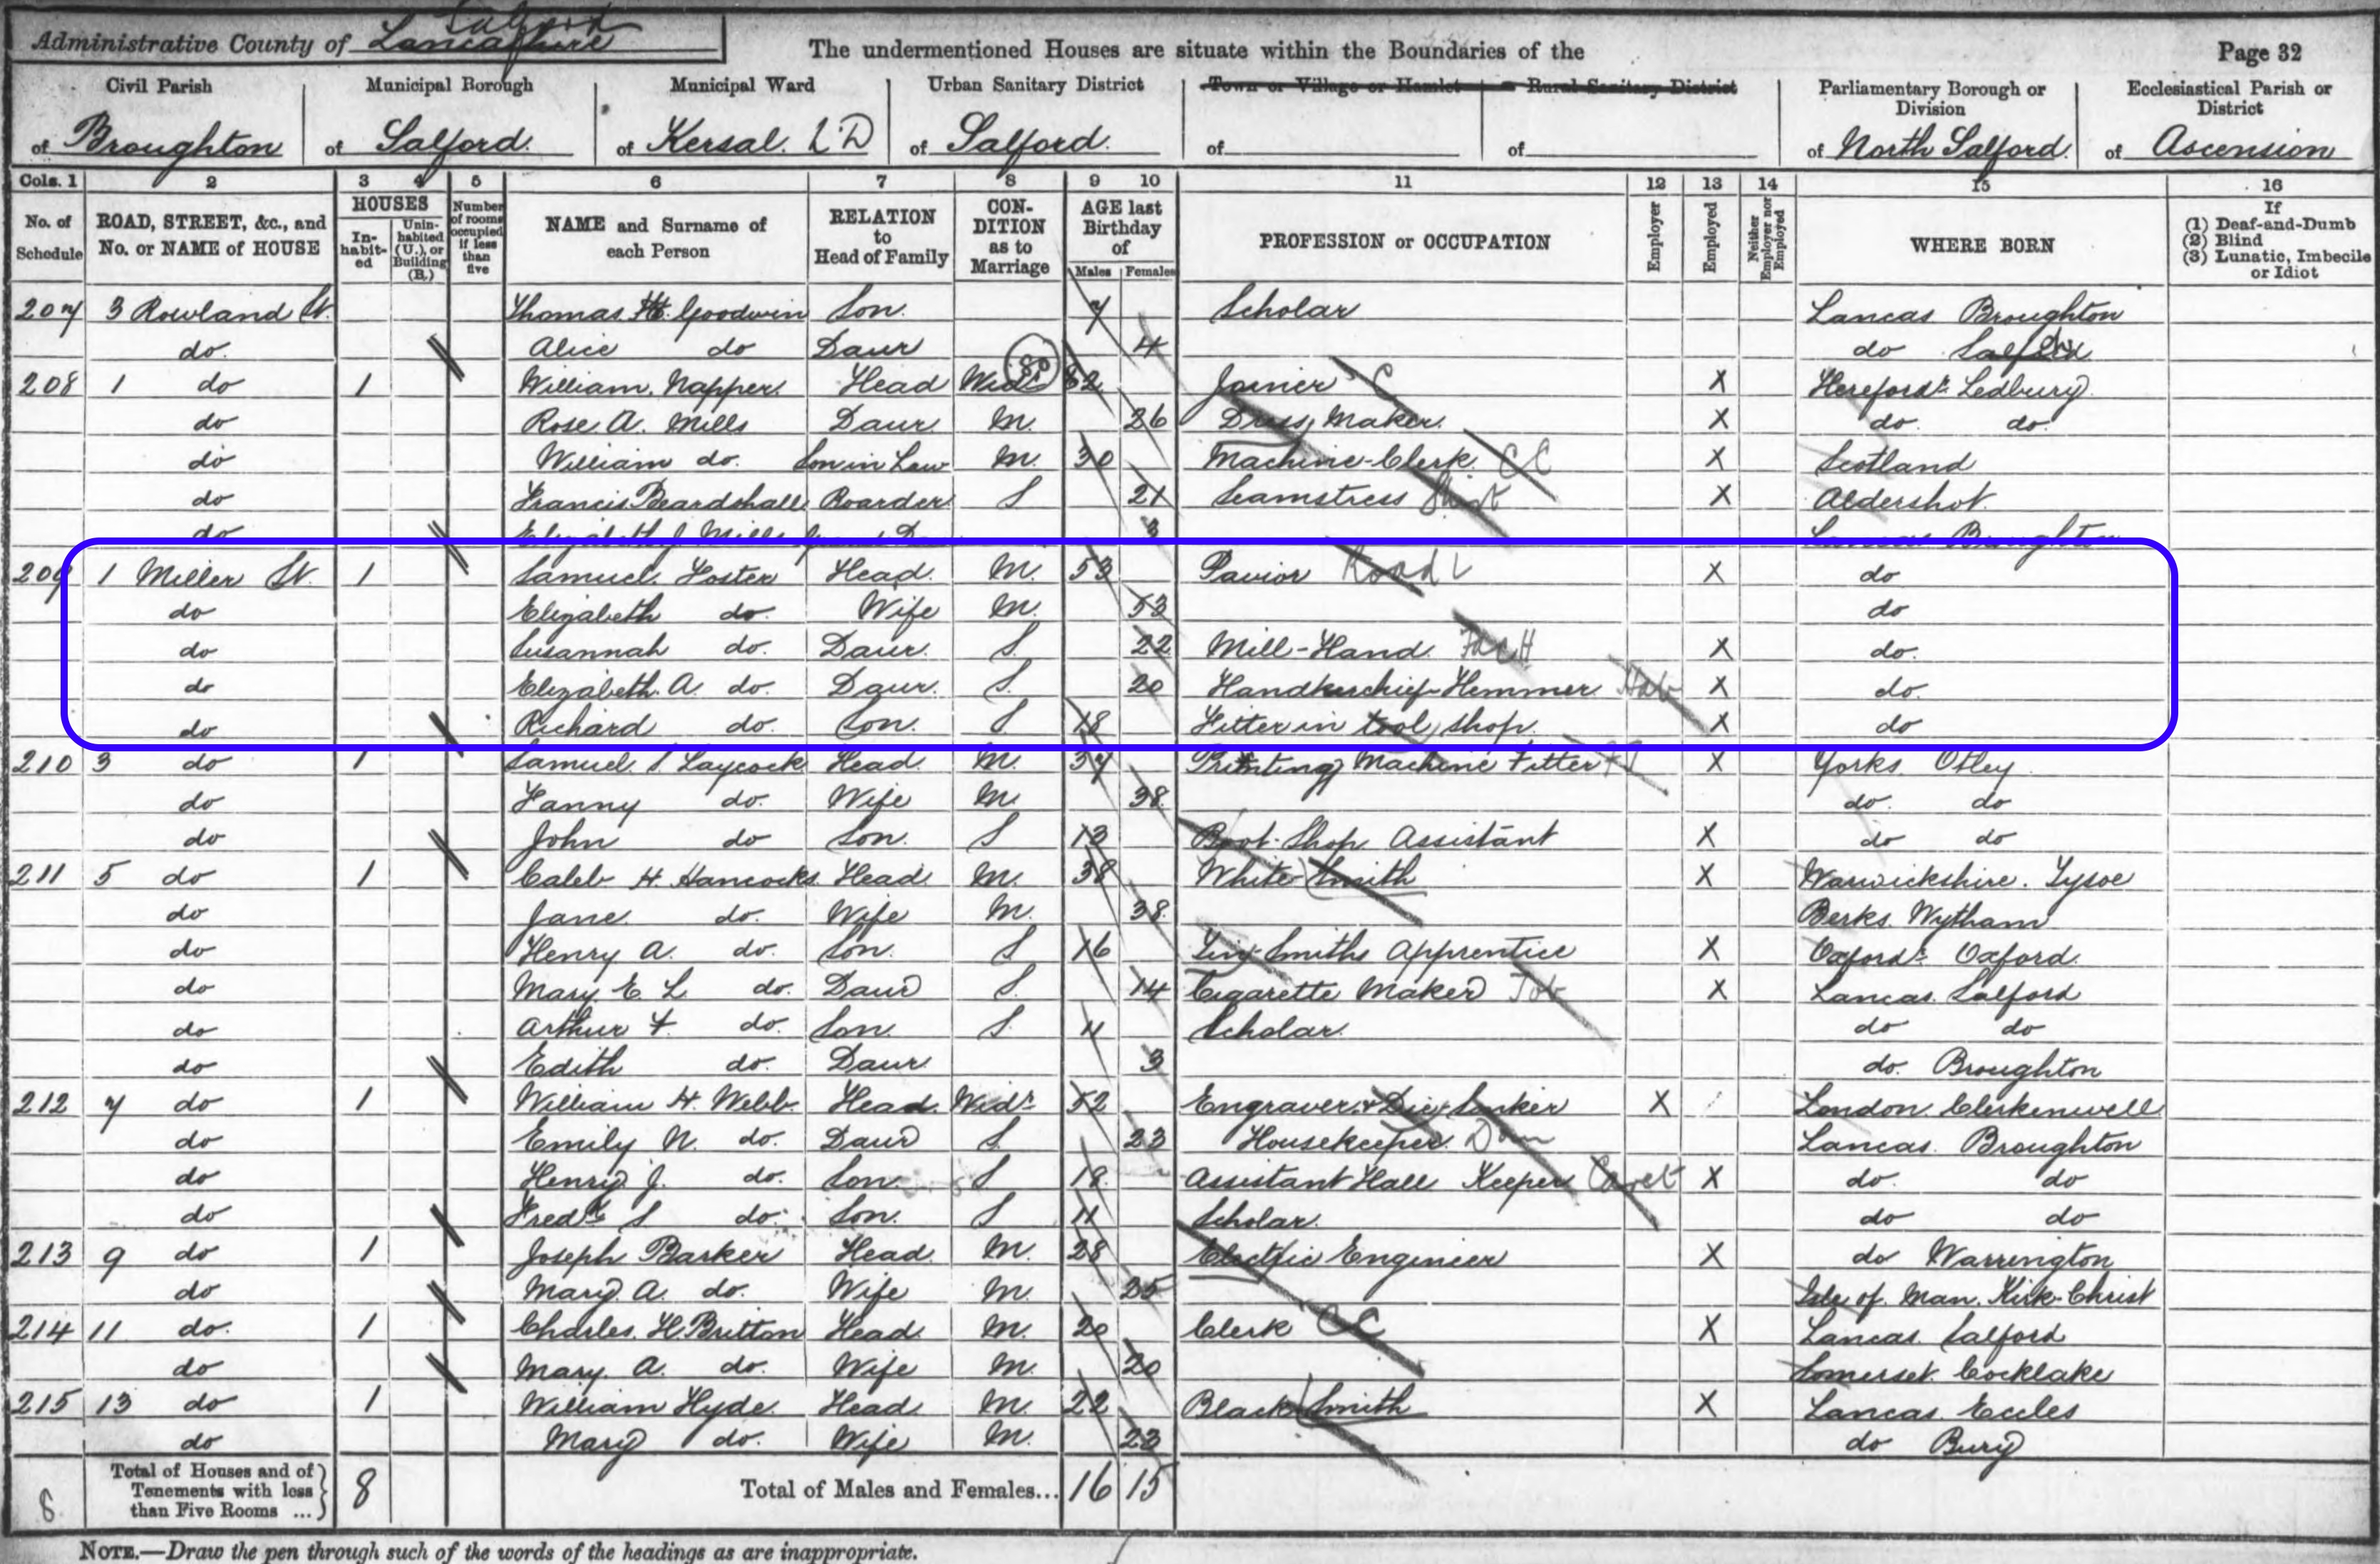 Salford
Administrative County of Lancashire The undermentioned Houses are situate within the Boundaries of the Page 32
Civil Parish Municipal Borough Municipal Ward Urban Sanitary District Town or Village or Hamlet Rural Sanitary District Parliamentary Borough or Division Ecclesiastical Parish or District
of Broughton of Salford. of Kersal. of Salford. of of of North Salford. of Ascension
Cols. 1 2 3 4 5 6 7 8 9 10 11 12 13 14 15 16
No. of Schedule ROAD, STREET, &c., and No. or NAME of HOUSE HOUSES In-habit-ed Unin-habited (U.), or Building (B.) Number of rooms occupied if less than five NAME and Surname of each Person RELATION to Head of Family CON-DITION as to Marriage AGE last Birthday of Males Females PROFESSION or OCCUPATION Employer Employed Neither Employer nor Employed WHERE BORN If (1) Deaf-and-Dumb (2) Blind (3) Lunatic, Imbecile or Idiot
207 3 Rowland St. Thomas H. Goodwin Son 7 Scholar Lancas Broughton
do. Alice do Daur 4 do Salford
208 1 do 1 William Napper Head Widr 62 Joiner X Herefordr. Ledbury
do Rose A. Mills Daur M. 26 Dress Maker. X do. do.
do William do. Son in Law M. 30 Machine-Clerk CC X Scotland
do Francis Beardshall Boarder S 21 Seamstress Shirt X Aldershot.
do Elizabeth J. Mills Grand Daur 3 Lancas Broughton
209 1 Miller St. 1 Samuel Foster Head. M. 53 Pavior Road L X do
do Elizabeth do. Wife M. 53 do
do Susannah do. Daur. S. 22 Mill-Hand. X do.
do Elizabeth A do. Daur. S. 20 Handkerchief-Hemmer X do.
do Richard do. Son. S 18 Fitter in tool shop. X do
210 3 do 1 Samuel S Laycock Head. M. 37 Printing Machine Fitter X Yorks Otley
do Fanny do. Wife M. 38. do. do
do John do Son. S 13 Boot-Shop Assistant X do do
211 5 do 1 Caleb H. Hancocks Head. M. 38 White Smith X Warwickshire. Tysoe
do Jane. do. Wife M. 38. Berks. Wytham
do Henry A. do. Son. S 16 Tin-Smiths Apprentice X Oxfords Oxford.
do Mary E L do. Daur S. 14 Cigarette Maker Tob X Lancas. Salford
do Arthur F. do. Son. S. 11 Scholar. do do
do Edith do. Daur. 3 do. Broughton
212 7 do 1 William H. Webb Head. Widr 52 Engraver & Die Sinker X London Clerkenwell
do Emily N. do. Daur S. 23 Housekeeper. Dom Lancas. Broughton
do Henry J. do. Son. S 18. Assistant Hall Keeper Caret X do. do
do Fredk S do. Son. S 11 Scholar. do do
213 9 do 1 Joseph Barker Head. M. 28 Electric Engineer X do Warrington
do Mary A. do. Wife M. 25 Isle of Man. Kirk-Christ
214 11 do. 1 Charles. H. Britton Head. M. 20 Clerk CC X Lancas. Salford
do Mary. A. do. Wife M. 20 Somerset. Cocklake
215 13 do 1 William Hyde. Head. M. 22 Black Smith X Lancas. Eccles
do Mary do. Wife M. 23 do Bury
8 Total of Houses and of Tenements with less than Five Rooms ... 8 Total of Males and Females... 16 15
NOTE.—Draw the pen through such of the words of the headings as are inappropriate.